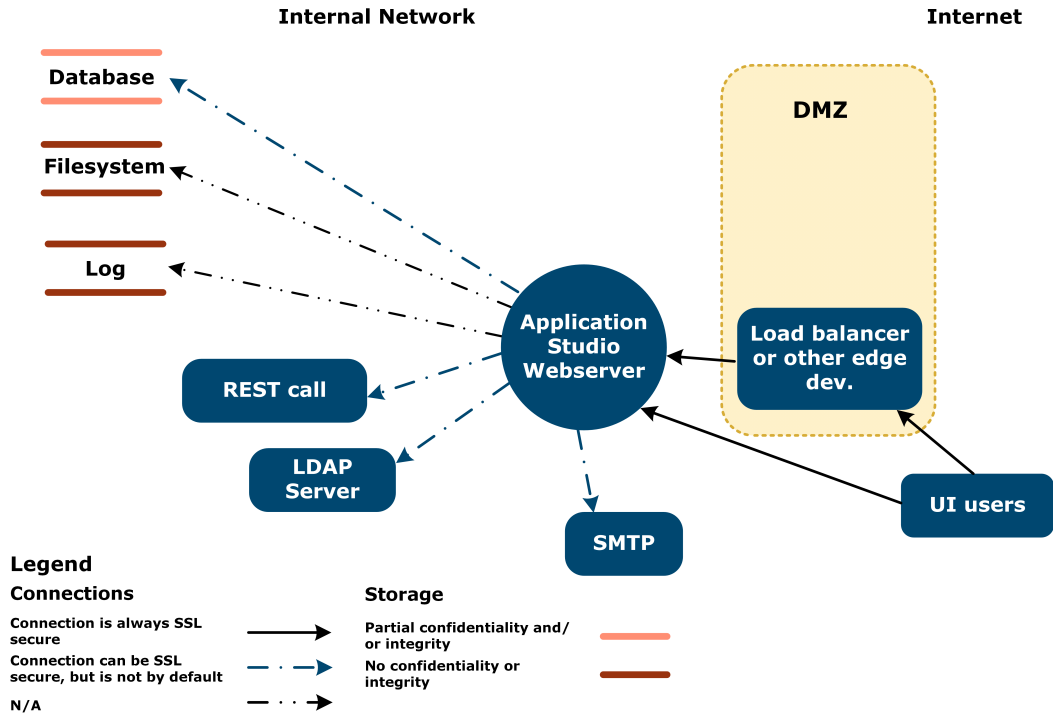 Internal Network
Internet
Database
DMZ
Filesystem
Log
Application
Studio
Webserver
Load balancer
or other edge
dev.
REST call
LDAP
Server
UI users
SMTP
Legend
Connections
Storage
Connection is always SSL
secure
Partial confidentiality and/
or integrity
Connection can be SSL
secure, but is not by default
No confidentiality or
integrity
N/A